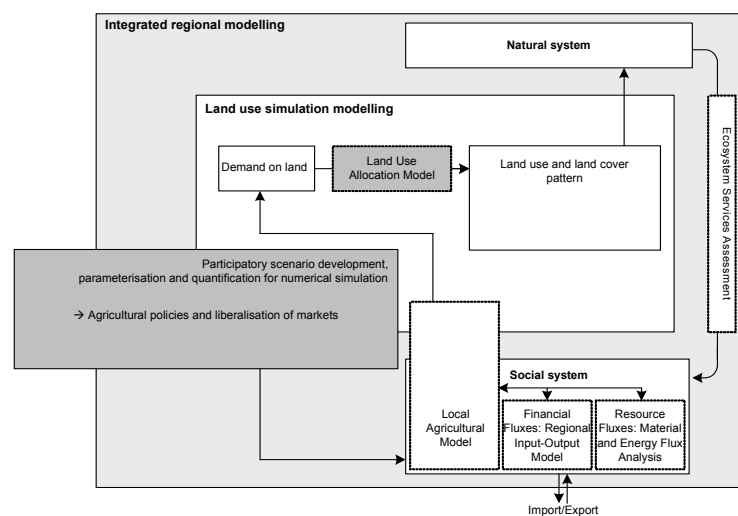 Integrated regional modelling
Natural system
Land use simulation modelling
Ecosystem Services Assessment
Demand on land
Land Use
Allocation Model
Land use and land cover
pattern
Participatory scenario development,
parameterisation and quantification for numerical simulation
→ Agricultural policies and liberalisation of markets
Social system
Local
Agricultural
Model
Financial
Fluxes: Regional
Input-Output
Model
Resource
Fluxes: Material
and Energy Flux
Analysis
Import/Export